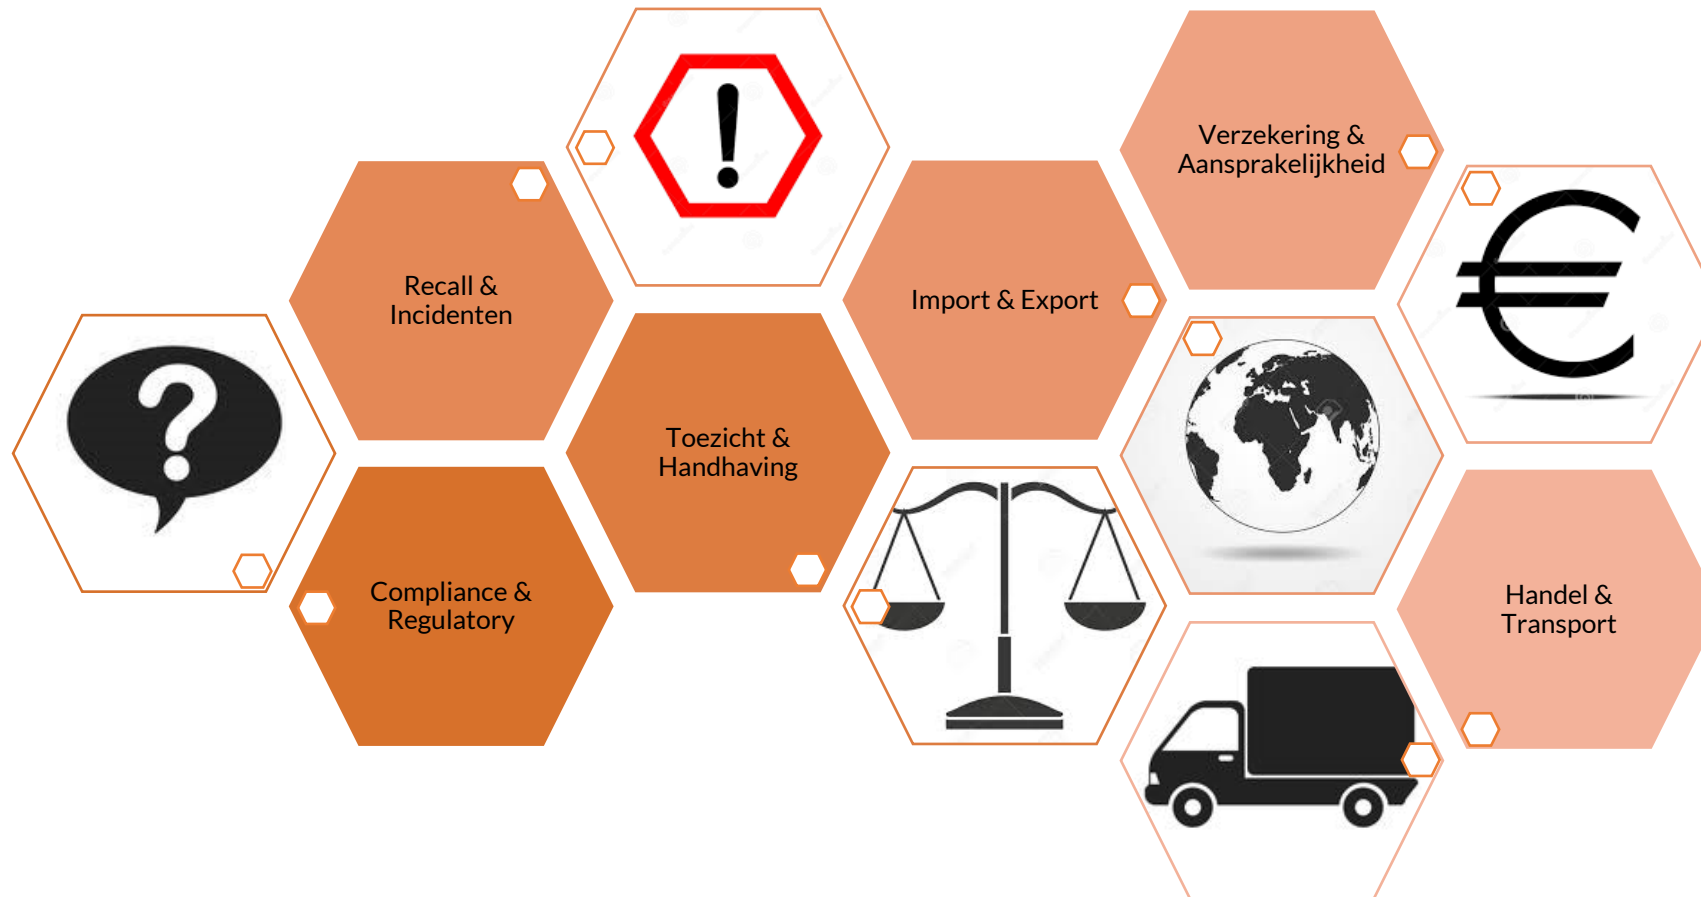 Verzekering &
Aansprakelijkheid
Recall &
Incidenten
Import & Export
Toezicht &
Handhaving
Compliance &
Regulatory
Handel &
Transport